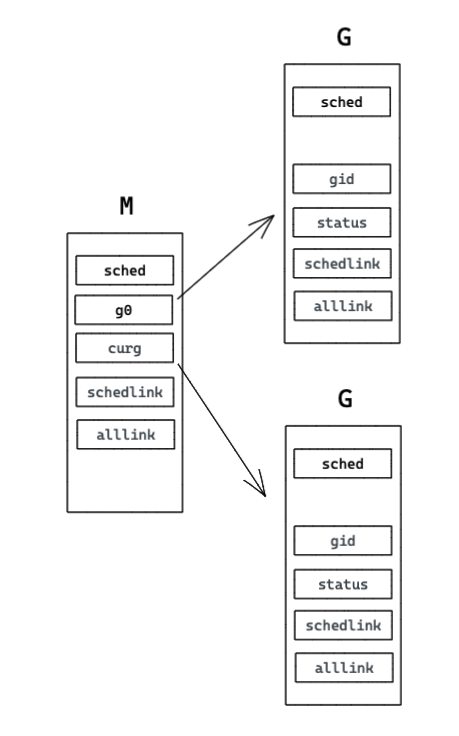 M
sched
g0
curg
schedlink
alllink
G
sched
gid
status
schedlink
alllink
G
sched
gid
status
schedlink
alllink